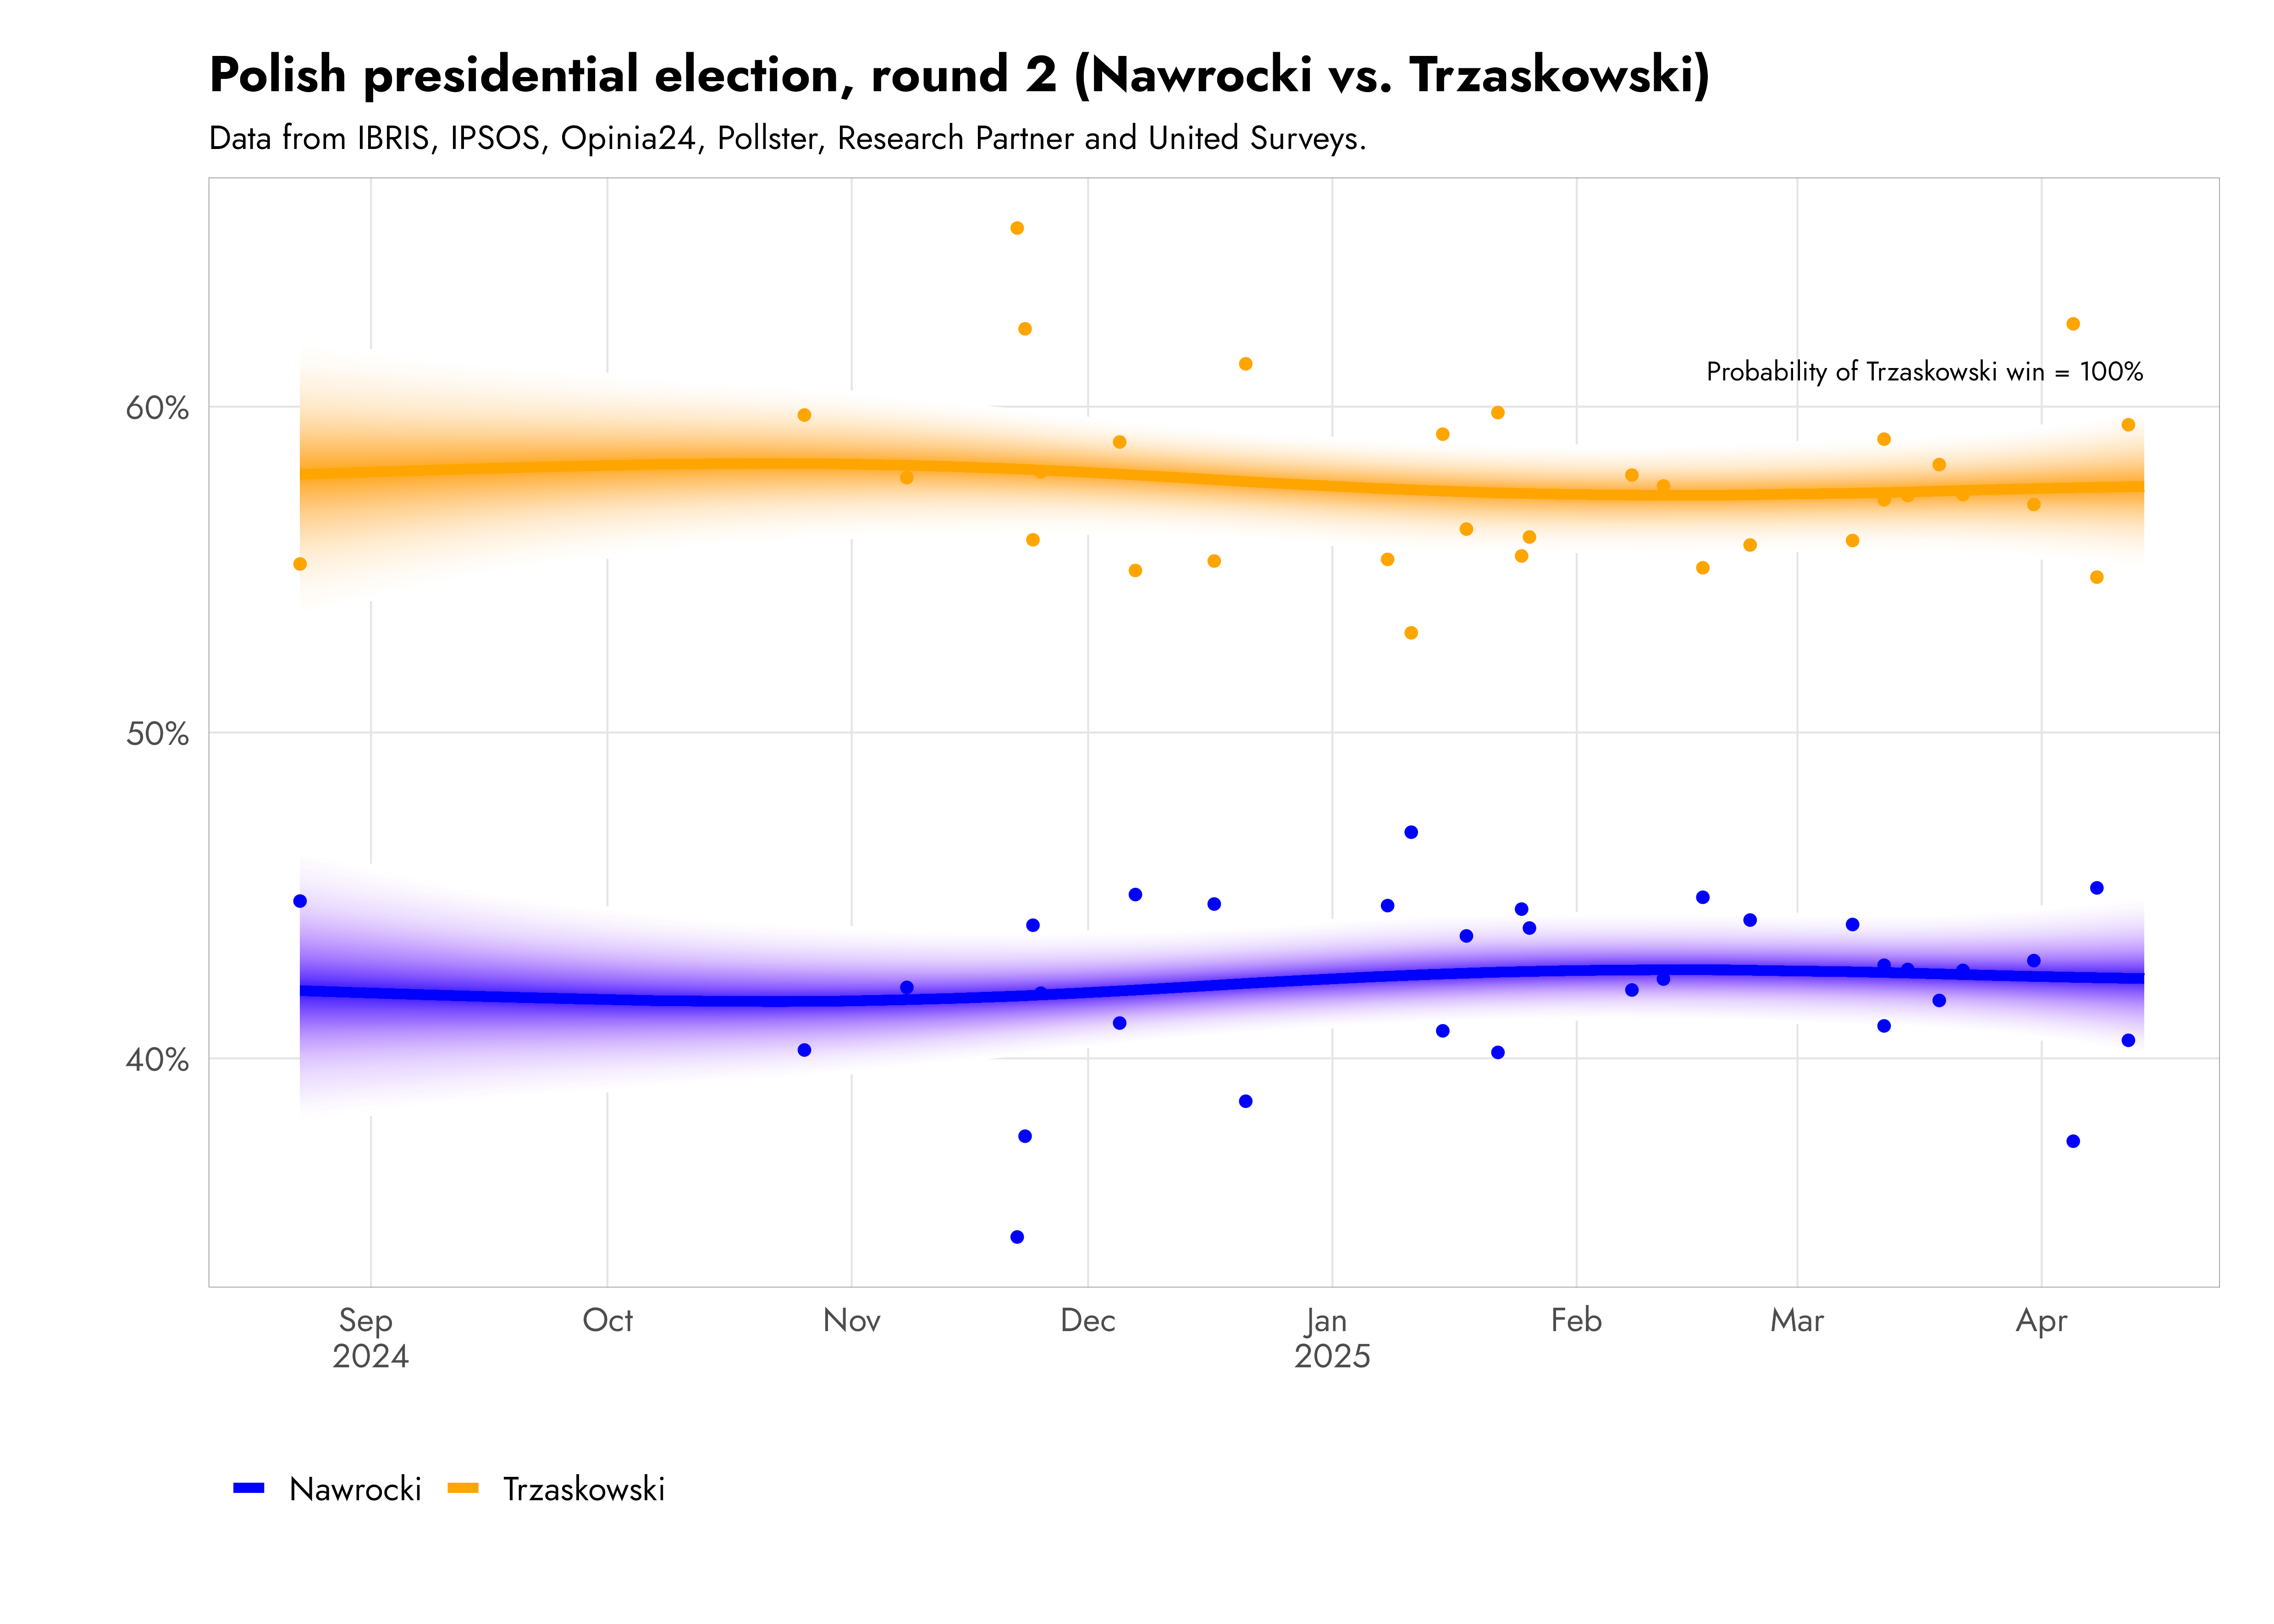 Polish presidential election, round 2 (Nawrocki vs. Trzaskowski)
Data from IBRIS, IPSOS, Opinia24, Pollster, Research Partner and United Surveys.
Probability of Trzaskowski win = 100%
60%
50%
40%
Sep Oct Nov Dec Jan Feb Mar Apr
2024 2025
Nawrocki Trzaskowski